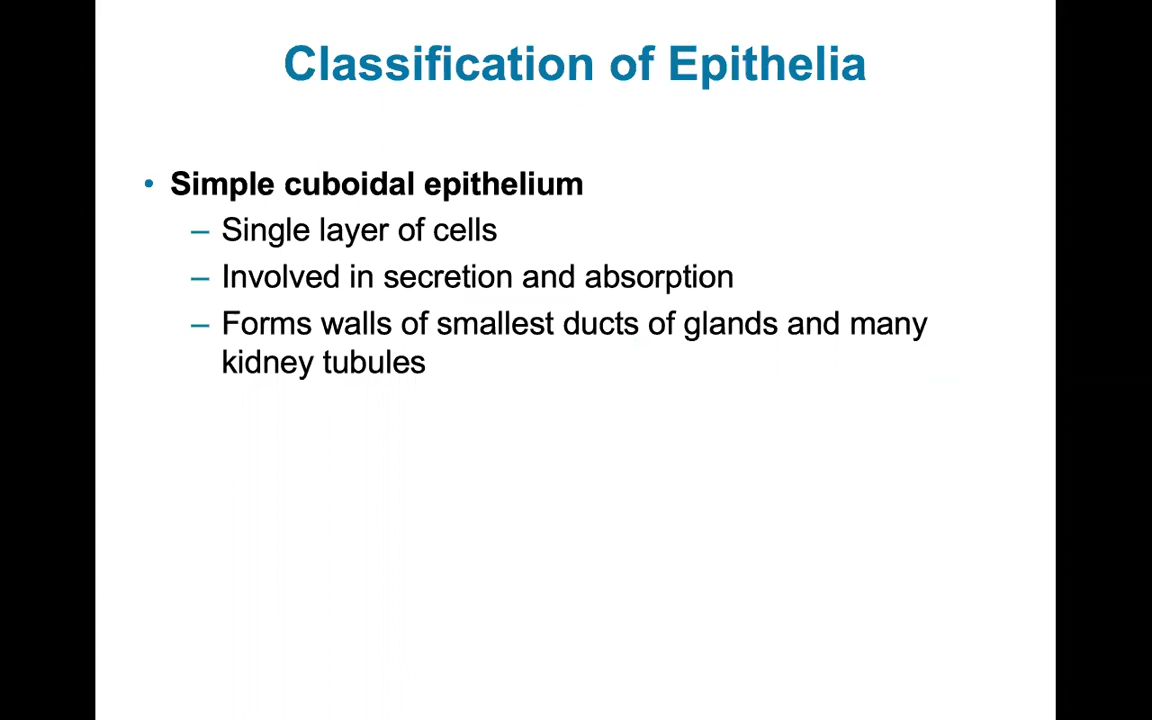 Classification of Epithelia
• Simple cuboidal epithelium
– Single layer of cells
– Involved in secretion and absorption
– Forms walls of smallest ducts of glands and many
kidney tubules